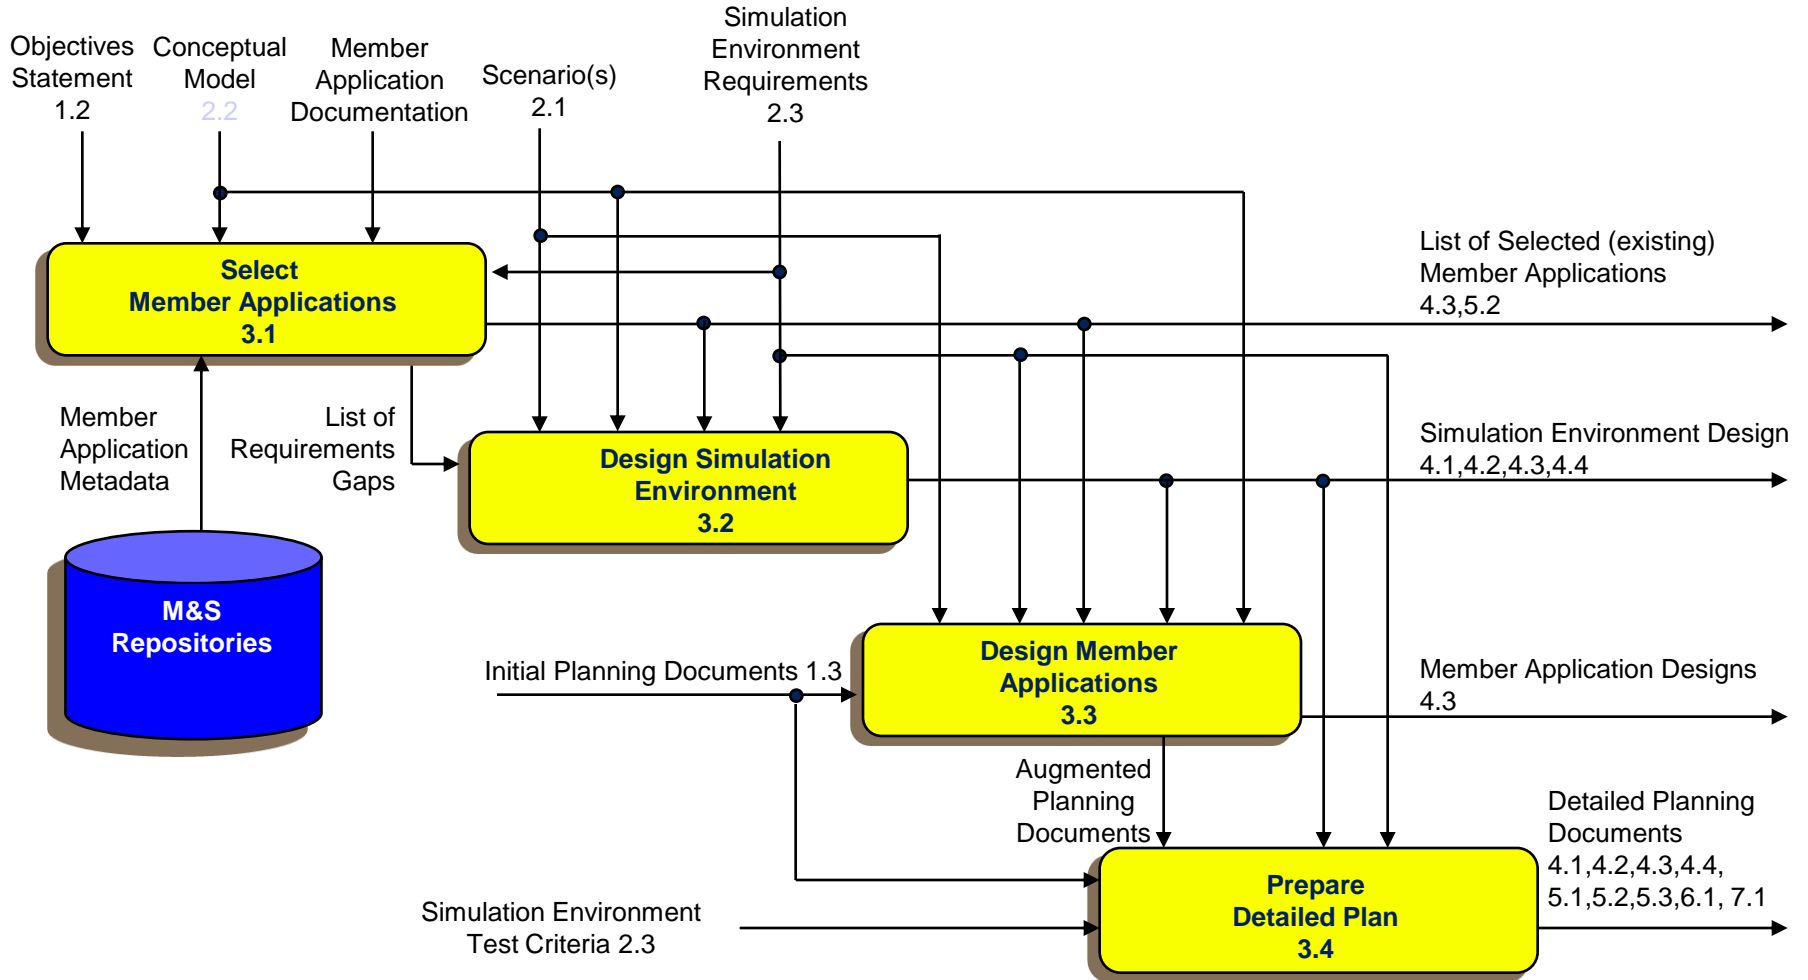 Objectives
Statement
1.2
Conceptual
Model
2.2
Member
Application
Documentation
Scenario(s)
2.1
Simulation
Environment
Requirements
2.3
Select
Member Applications
3.1
List of Selected (existing)
Member Applications
4.3,5.2
Member
Application
Metadata
List of
Requirements
Gaps
Design Simulation
Environment
3.2
Simulation Environment Design
4.1,4.2,4.3,4.4
M&S
Repositories
Initial Planning Documents 1.3
Design Member
Applications
3.3
Member Application Designs
4.3
Augmented
Planning
Documents
Detailed Planning
Documents
4.1,4.2,4.3,4.4,
5.1,5.2,5.3,6.1, 7.1
Simulation Environment
Test Criteria 2.3
Prepare
Detailed Plan
3.4